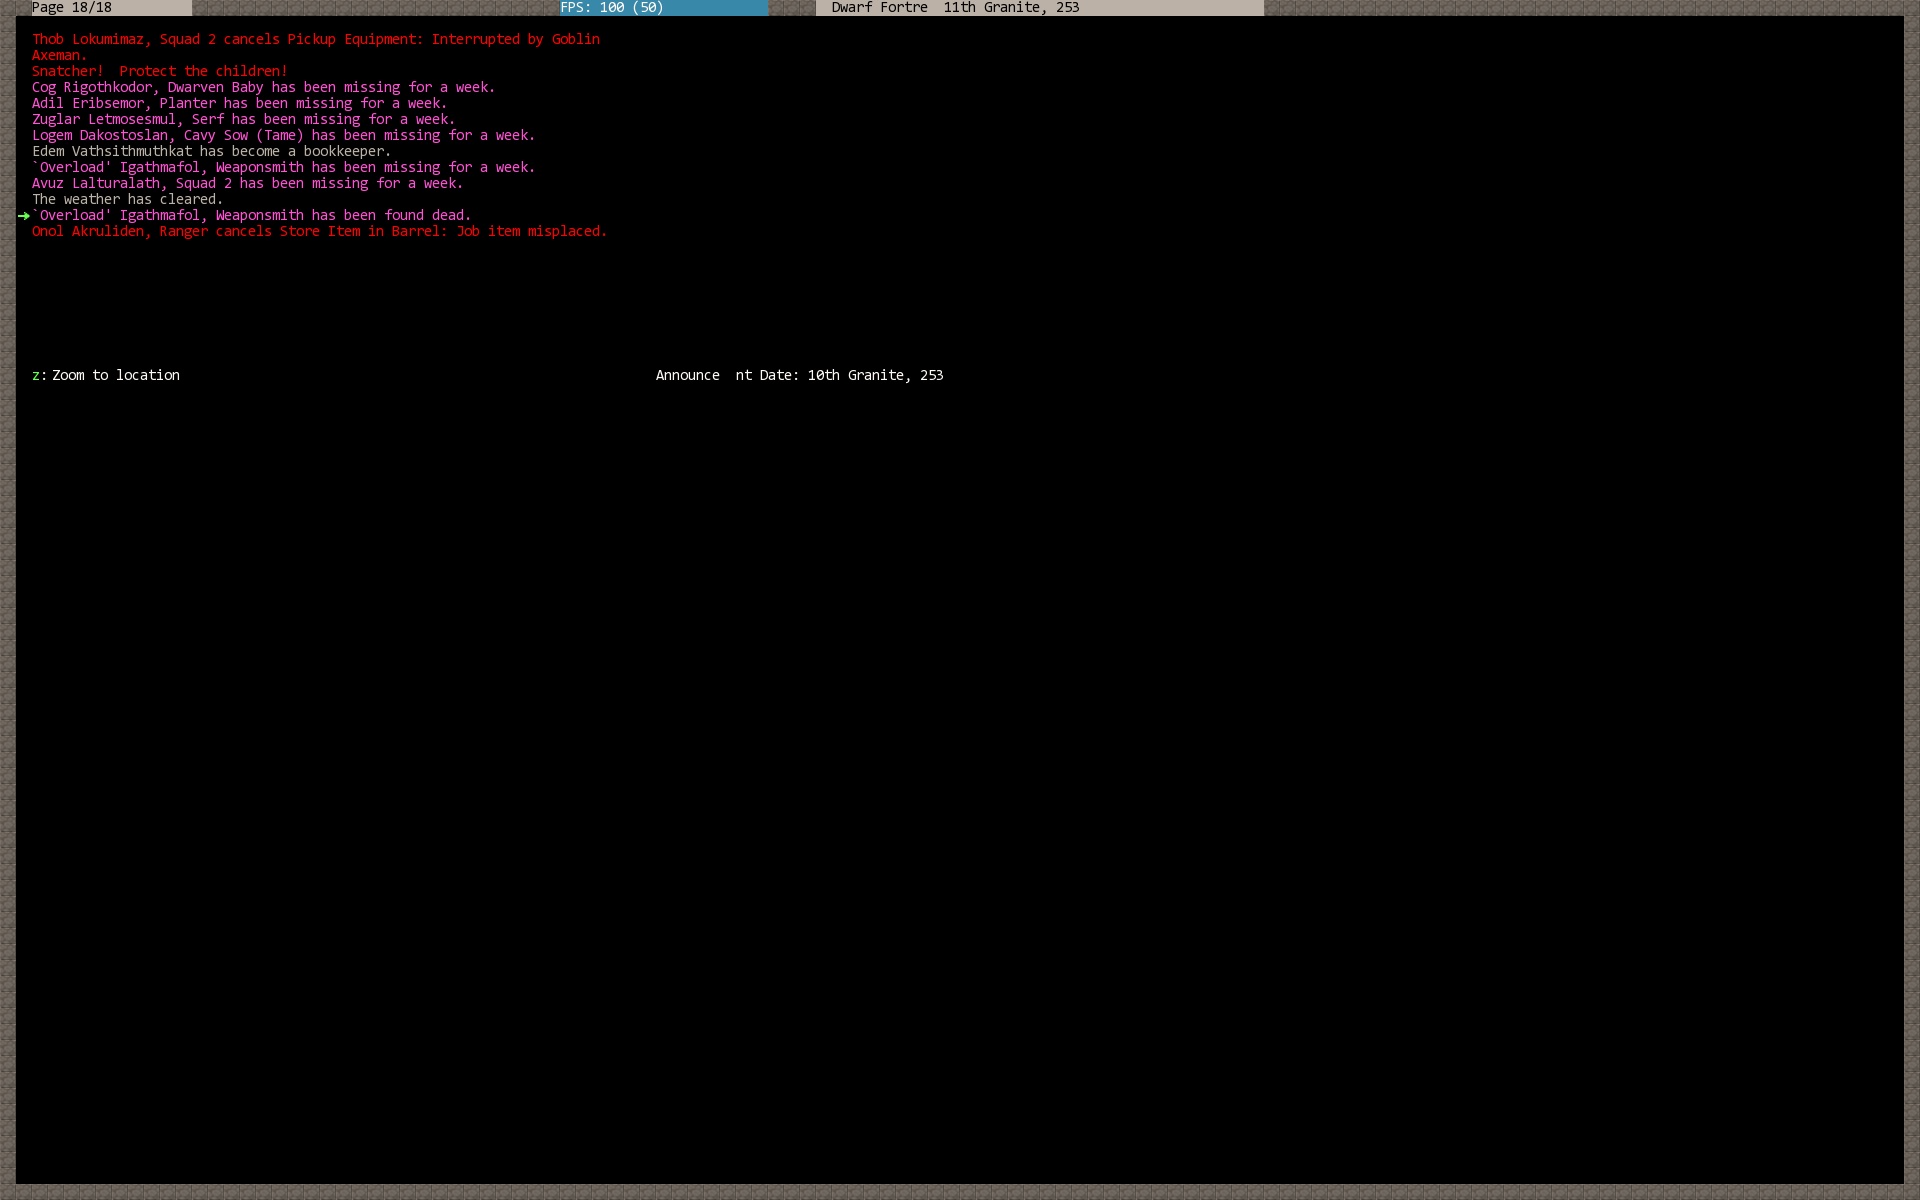 Page 18/18 FPS: 100 (50) Dwarf Fortre 11th Granite, 253
Thob Lokumimaz, Squad 2 cancels Pickup Equipment: Interrupted by Goblin
Axeman.
Snatcher! Protect the children!
Cog Rigothkodor, Dwarven Baby has been missing for a week.
Adil Eribsemor, Planter has been missing for a week.
Zuglar Letmosesmul, Serf has been missing for a week.
Logem Dakostoslan, Cavy Sow (Tame) has been missing for a week.
Edem Vathsithmuthkat has become a bookkeeper.
`Overload' Igathmafol, Weaponsmith has been missing for a week.
Avuz Lalturalath, Squad 2 has been missing for a week.
The weather has cleared.
`Overload' Igathmafol, Weaponsmith has been found dead.
Onol Akruliden, Ranger cancels Store Item in Barrel: Job item misplaced.
z: Zoom to location Announce nt Date: 10th Granite, 253